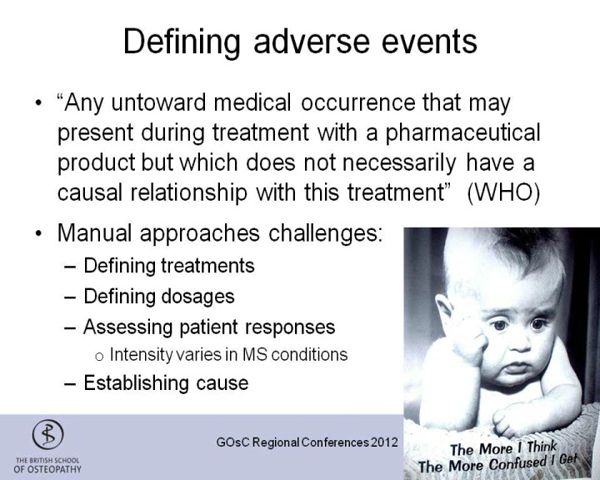 Defining adverse events
• “Any untoward medical occurrence that may
present during treatment with a pharmaceutical
product but which does not necessarily have a
causal relationship with this treatment” (WHO)
• Manual approaches challenges:
– Defining treatments
– Defining dosages
– Assessing patient responses
o Intensity varies in MS conditions
– Establishing cause
The More I Think
The More Confused I Get
GOsC Regional Conferences 2012
THE BRITISH SCHOOL
OF OSTEOPATHY